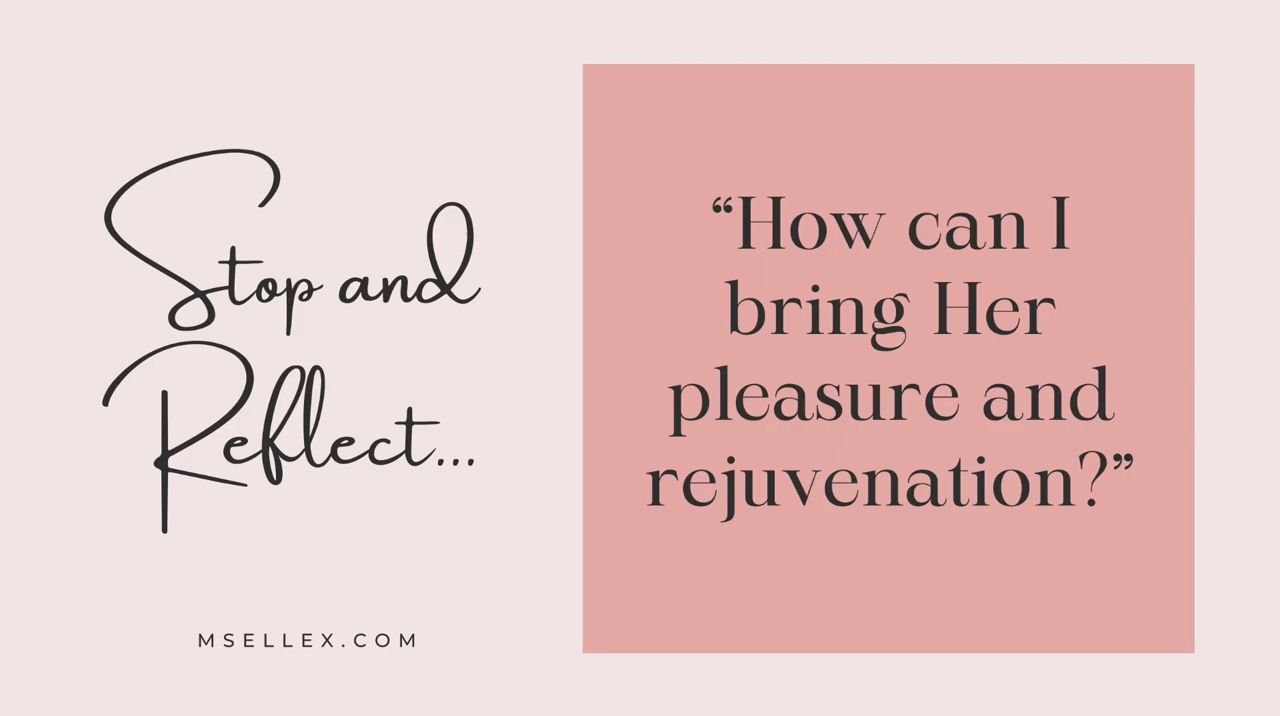 Stop and
Reflect...
MSELLEX.COM
“How can I
bring Her
pleasure and
rejuvenation?”